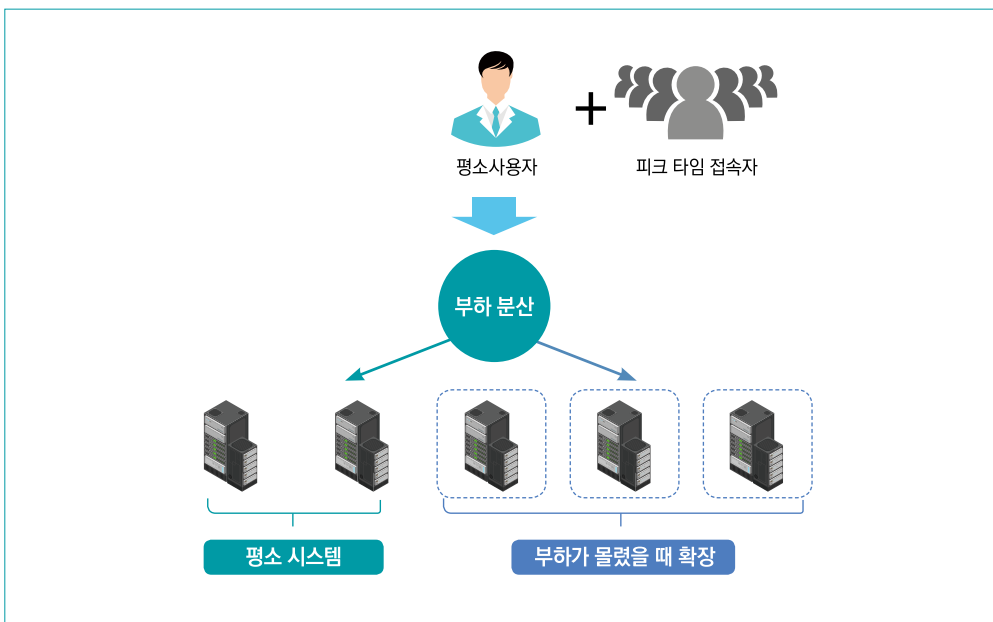 평소사용자
피크 타임 접속자
부하 분산
평소 시스템
부하가 몰렸을 때 확장